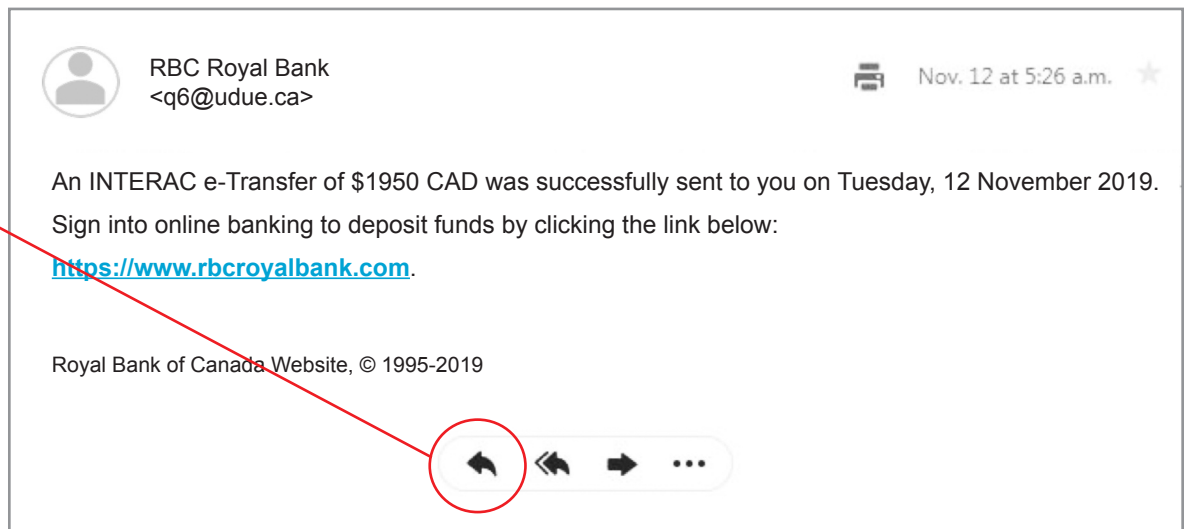 RBC Royal Bank
<q6@udue.ca>
Nov. 12 at 5:26 a.m.
An INTERAC e-Transfer of $1950 CAD was successfully sent to you on Tuesday, 12 November 2019.
Sign into online banking to deposit funds by clicking the link below:
https://www.rbcroyalbank.com.
Royal Bank of Canada Website, © 1995-2019